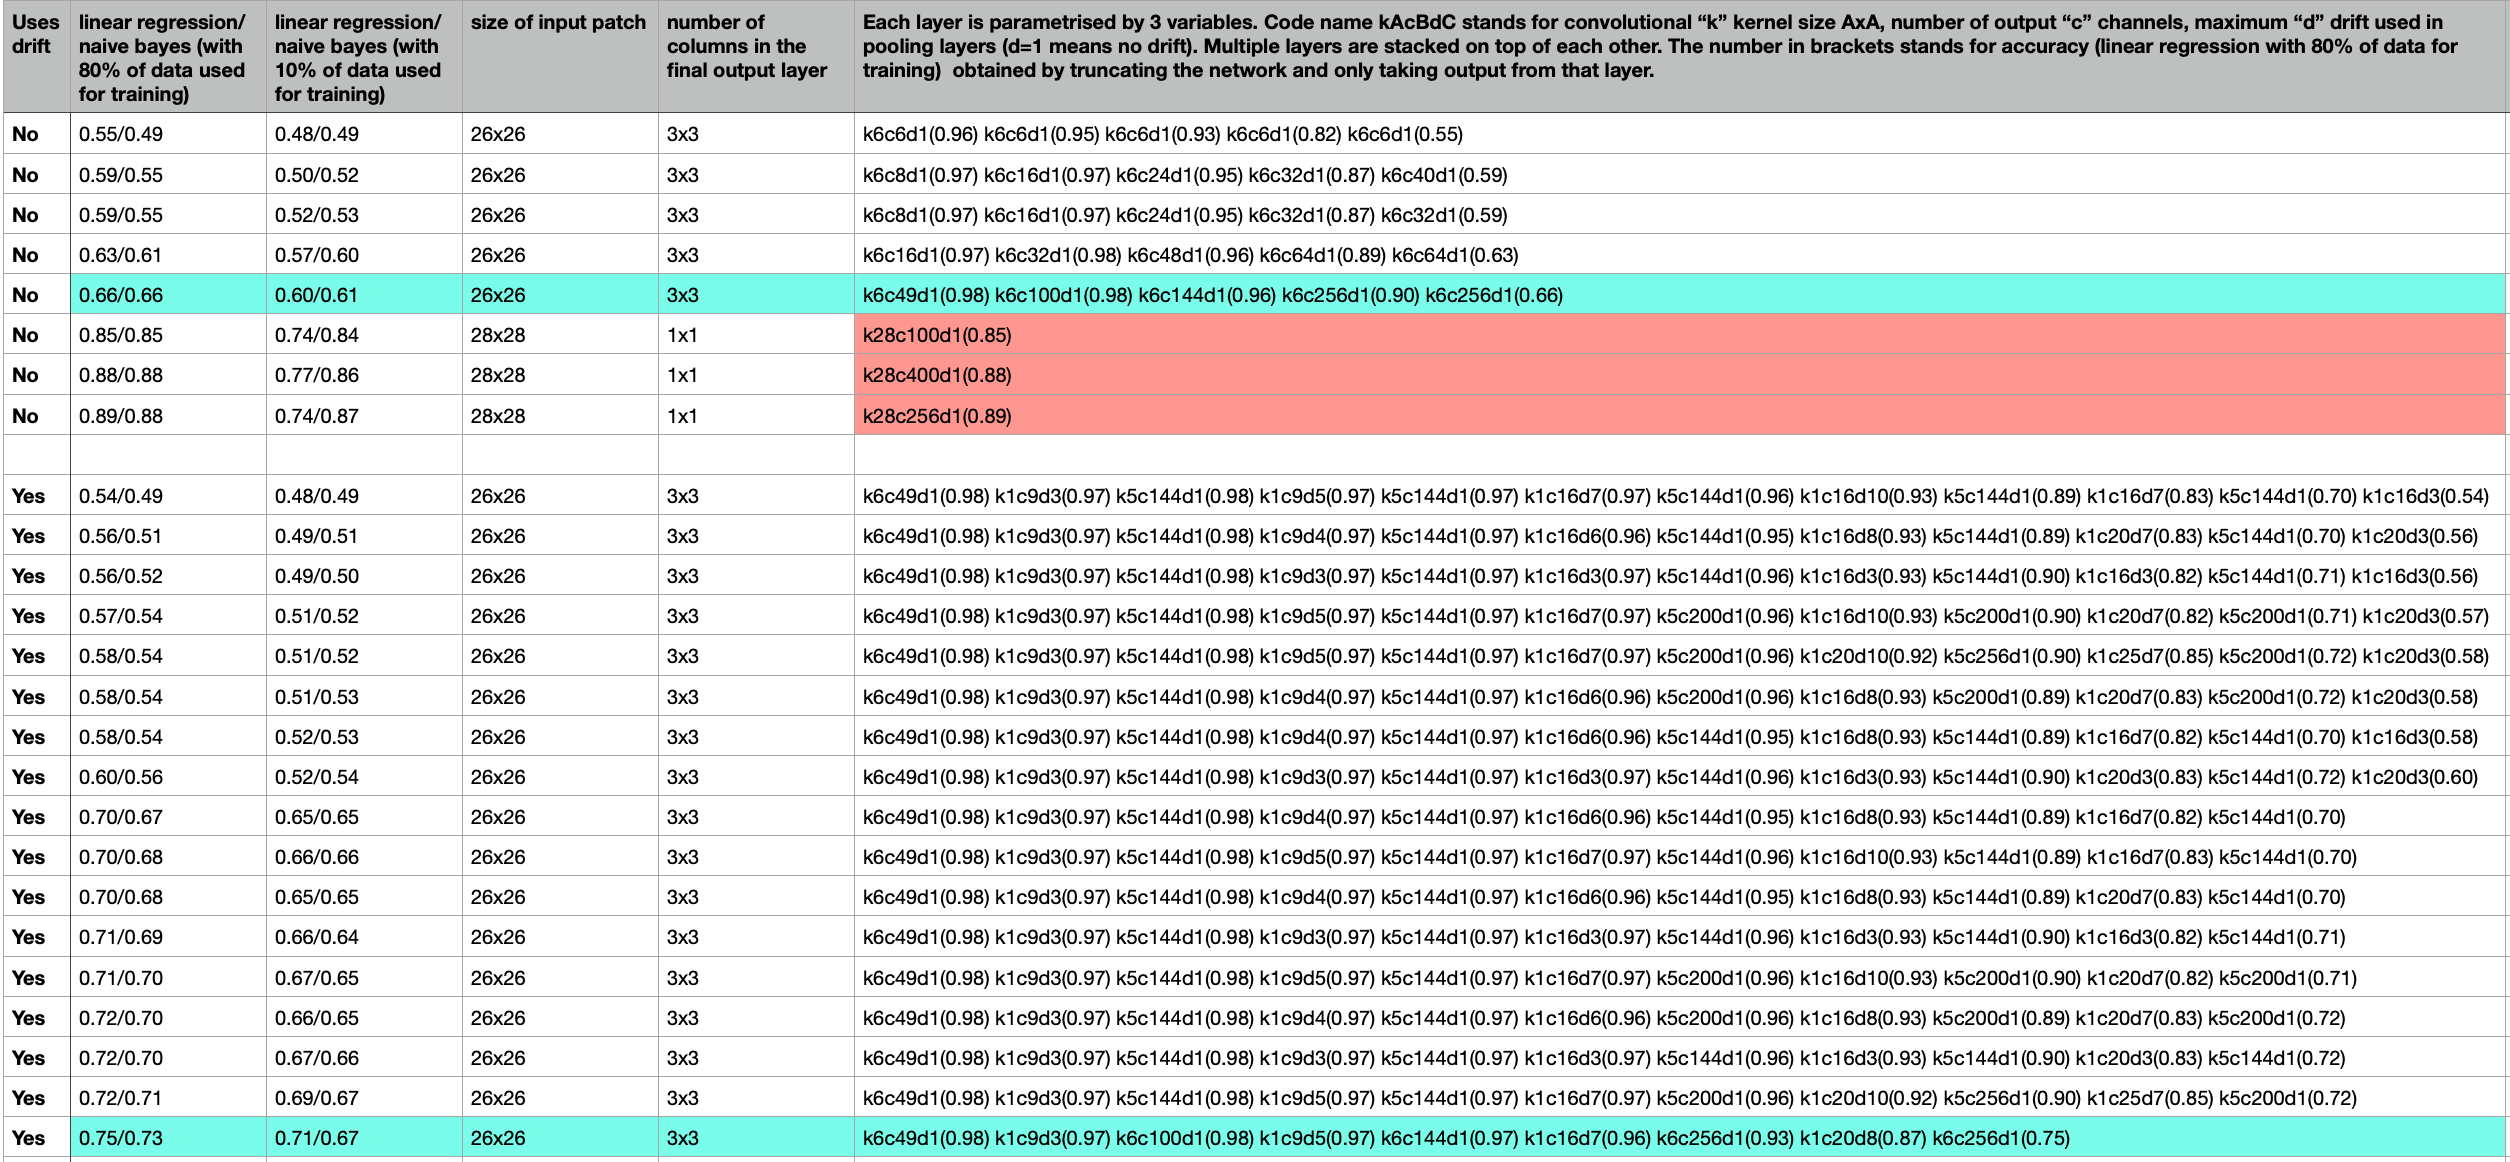 Uses drift | linear regression/ naive bayes (with 80% of data used for training) | linear regression/ naive bayes (with 10% of data used for training) | size of input patch | number of columns in the final output layer | Each layer is parametrised by 3 variables. Code name kAcBdC stands for convolutional “k” kernel size AxA, number of output “c” channels, maximum “d” drift used in pooling layers (d=1 means no drift). Multiple layers are stacked on top of each other. The number in brackets stands for accuracy (linear regression with 80% of data for training) obtained by truncating the network and only taking output from that layer.
No | 0.55/0.49 | 0.48/0.49 | 26x26 | 3x3 | k6c6d1(0.96) k6c6d1(0.95) k6c6d1(0.93) k6c6d1(0.82) k6c6d1(0.55)
No | 0.59/0.55 | 0.50/0.52 | 26x26 | 3x3 | k6c8d1(0.97) k6c16d1(0.97) k6c24d1(0.95) k6c32d1(0.87) k6c40d1(0.59)
No | 0.59/0.55 | 0.52/0.53 | 26x26 | 3x3 | k6c8d1(0.97) k6c16d1(0.97) k6c24d1(0.95) k6c32d1(0.87) k6c32d1(0.59)
No | 0.63/0.61 | 0.57/0.60 | 26x26 | 3x3 | k6c16d1(0.97) k6c32d1(0.98) k6c48d1(0.96) k6c64d1(0.89) k6c64d1(0.63)
No | 0.66/0.66 | 0.60/0.61 | 26x26 | 3x3 | k6c49d1(0.98) k6c100d1(0.98) k6c144d1(0.96) k6c256d1(0.90) k6c256d1(0.66)
No | 0.85/0.85 | 0.74/0.84 | 28x28 | 1x1 | k28c100d1(0.85)
No | 0.88/0.88 | 0.77/0.86 | 28x28 | 1x1 | k28c400d1(0.88)
No | 0.89/0.88 | 0.74/0.87 | 28x28 | 1x1 | k28c256d1(0.89)
Yes | 0.54/0.49 | 0.48/0.49 | 26x26 | 3x3 | k6c49d1(0.98) k1c9d3(0.97) k5c144d1(0.98) k1c9d5(0.97) k5c144d1(0.97) k1c16d7(0.97) k5c144d1(0.96) k1c16d10(0.93) k5c144d1(0.89) k1c16d7(0.83) k5c144d1(0.70) k1c16d3(0.54)
Yes | 0.56/0.51 | 0.49/0.51 | 26x26 | 3x3 | k6c49d1(0.98) k1c9d3(0.97) k5c144d1(0.98) k1c9d4(0.97) k5c144d1(0.97) k1c16d6(0.96) k5c144d1(0.95) k1c16d8(0.93) k5c144d1(0.89) k1c20d7(0.83) k5c144d1(0.70) k1c20d3(0.56)
Yes | 0.56/0.52 | 0.49/0.50 | 26x26 | 3x3 | k6c49d1(0.98) k1c9d3(0.97) k5c144d1(0.98) k1c9d3(0.97) k5c144d1(0.97) k1c16d3(0.97) k5c144d1(0.96) k1c16d3(0.93) k5c144d1(0.90) k1c16d3(0.82) k5c144d1(0.71) k1c16d3(0.56)
Yes | 0.57/0.54 | 0.51/0.52 | 26x26 | 3x3 | k6c49d1(0.98) k1c9d3(0.97) k5c144d1(0.98) k1c9d5(0.97) k5c144d1(0.97) k1c16d7(0.97) k5c200d1(0.96) k1c16d10(0.93) k5c200d1(0.90) k1c20d7(0.82) k5c200d1(0.71) k1c20d3(0.57)
Yes | 0.58/0.54 | 0.51/0.52 | 26x26 | 3x3 | k6c49d1(0.98) k1c9d3(0.97) k5c144d1(0.98) k1c9d5(0.97) k5c144d1(0.97) k1c16d7(0.97) k5c200d1(0.96) k1c20d10(0.92) k5c256d1(0.90) k1c25d7(0.85) k5c200d1(0.72) k1c20d3(0.58)
Yes | 0.58/0.54 | 0.51/0.53 | 26x26 | 3x3 | k6c49d1(0.98) k1c9d3(0.97) k5c144d1(0.98) k1c9d4(0.97) k5c144d1(0.97) k1c16d6(0.96) k5c200d1(0.96) k1c16d8(0.93) k5c200d1(0.89) k1c20d7(0.83) k5c200d1(0.72) k1c20d3(0.58)
Yes | 0.58/0.54 | 0.52/0.53 | 26x26 | 3x3 | k6c49d1(0.98) k1c9d3(0.97) k5c144d1(0.98) k1c9d4(0.97) k5c144d1(0.97) k1c16d6(0.96) k5c144d1(0.95) k1c16d8(0.93) k5c144d1(0.89) k1c16d7(0.82) k5c144d1(0.70) k1c16d3(0.58)
Yes | 0.60/0.56 | 0.52/0.54 | 26x26 | 3x3 | k6c49d1(0.98) k1c9d3(0.97) k5c144d1(0.98) k1c9d3(0.97) k5c144d1(0.97) k1c16d3(0.97) k5c144d1(0.96) k1c16d3(0.93) k5c144d1(0.90) k1c20d3(0.83) k5c144d1(0.72) k1c20d3(0.60)
Yes | 0.70/0.67 | 0.65/0.65 | 26x26 | 3x3 | k6c49d1(0.98) k1c9d3(0.97) k5c144d1(0.98) k1c9d4(0.97) k5c144d1(0.97) k1c16d6(0.96) k5c144d1(0.95) k1c16d8(0.93) k5c144d1(0.89) k1c16d7(0.82) k5c144d1(0.70)
Yes | 0.70/0.68 | 0.66/0.66 | 26x26 | 3x3 | k6c49d1(0.98) k1c9d3(0.97) k5c144d1(0.98) k1c9d5(0.97) k5c144d1(0.97) k1c16d7(0.97) k5c144d1(0.96) k1c16d10(0.93) k5c144d1(0.89) k1c16d7(0.83) k5c144d1(0.70)
Yes | 0.70/0.68 | 0.65/0.65 | 26x26 | 3x3 | k6c49d1(0.98) k1c9d3(0.97) k5c144d1(0.98) k1c9d4(0.97) k5c144d1(0.97) k1c16d6(0.96) k5c144d1(0.95) k1c16d8(0.93) k5c144d1(0.89) k1c20d7(0.83) k5c144d1(0.70)
Yes | 0.71/0.69 | 0.66/0.64 | 26x26 | 3x3 | k6c49d1(0.98) k1c9d3(0.97) k5c144d1(0.98) k1c9d3(0.97) k5c144d1(0.97) k1c16d3(0.97) k5c144d1(0.96) k1c16d3(0.93) k5c144d1(0.90) k1c16d3(0.82) k5c144d1(0.71)
Yes | 0.71/0.70 | 0.67/0.65 | 26x26 | 3x3 | k6c49d1(0.98) k1c9d3(0.97) k5c144d1(0.98) k1c9d5(0.97) k5c144d1(0.97) k1c16d7(0.97) k5c200d1(0.96) k1c16d10(0.93) k5c200d1(0.90) k1c20d7(0.82) k5c200d1(0.71)
Yes | 0.72/0.70 | 0.66/0.65 | 26x26 | 3x3 | k6c49d1(0.98) k1c9d3(0.97) k5c144d1(0.98) k1c9d4(0.97) k5c144d1(0.97) k1c16d6(0.96) k5c200d1(0.96) k1c16d8(0.93) k5c200d1(0.89) k1c20d7(0.83) k5c200d1(0.72)
Yes | 0.72/0.70 | 0.67/0.66 | 26x26 | 3x3 | k6c49d1(0.98) k1c9d3(0.97) k5c144d1(0.98) k1c9d3(0.97) k5c144d1(0.97) k1c16d3(0.97) k5c144d1(0.96) k1c16d3(0.93) k5c144d1(0.90) k1c20d3(0.83) k5c144d1(0.72)
Yes | 0.72/0.71 | 0.69/0.67 | 26x26 | 3x3 | k6c49d1(0.98) k1c9d3(0.97) k5c144d1(0.98) k1c9d5(0.97) k5c144d1(0.97) k1c16d7(0.97) k5c200d1(0.96) k1c20d10(0.92) k5c256d1(0.90) k1c25d7(0.85) k5c200d1(0.72)
Yes | 0.75/0.73 | 0.71/0.67 | 26x26 | 3x3 | k6c49d1(0.98) k1c9d3(0.97) k6c100d1(0.98) k1c9d5(0.97) k6c144d1(0.97) k1c16d7(0.96) k6c256d1(0.93) k1c20d8(0.87) k6c256d1(0.75)